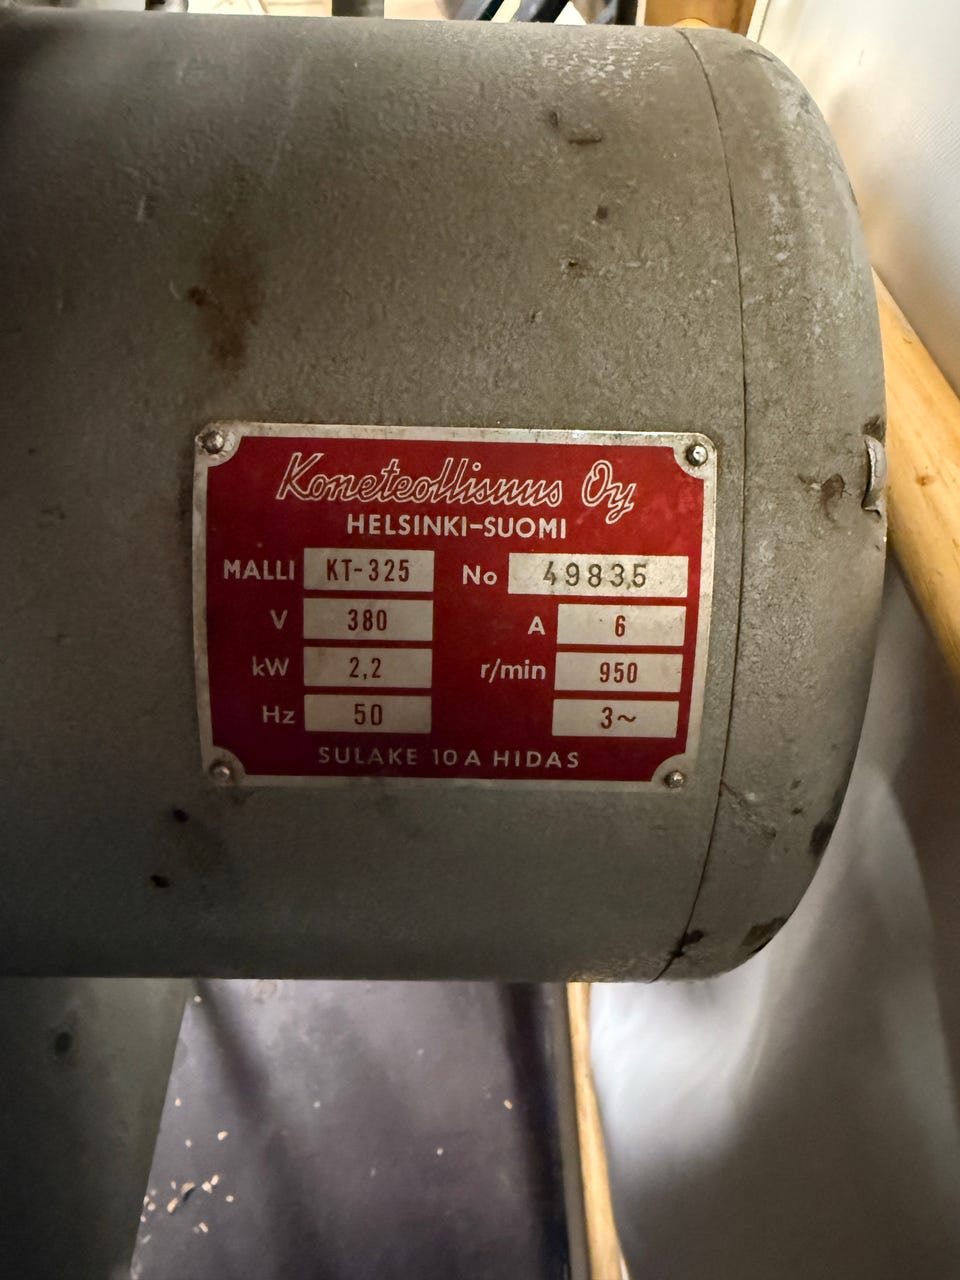 Koneteollisuus Oy
HELSINKI-SUOMI
MALLI KT-325 No 49835
V 380 A 6
kW 2,2 r/min 950
Hz 50 3~
SULAKE 10 A HIDAS